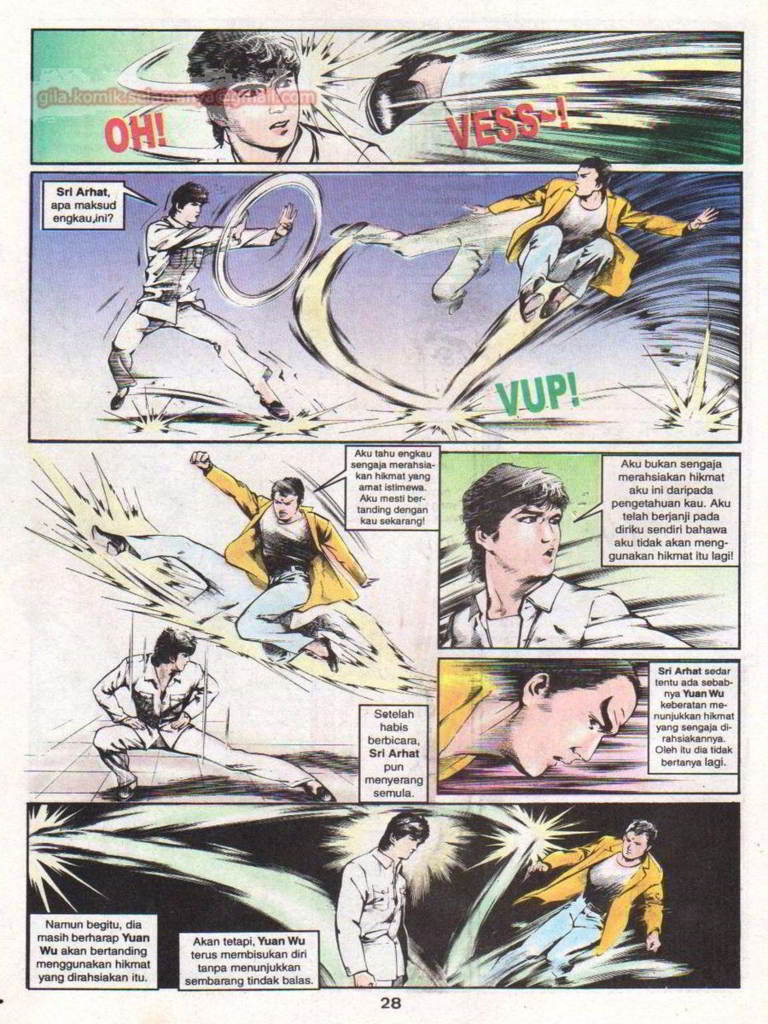 gila.komik.selamanya@gmail.com
OH!
VESS~!
Sri Arhat,
apa maksud
engkau,ini?
VUP!
Aku tahu engkau
sengaja merahsia-
kan hikmat yang
amat istimewa.
Aku mesti ber-
tanding dengan
kau sekarang!
Aku bukan sengaja
merahsiakan hikmat
aku ini daripada
pengetahuan kau. Aku
telah berjanji pada
diriku sendiri bahawa
aku tidak akan meng-
gunakan hikmat itu lagi!
Setelah
habis
berbicara,
Sri Arhat
pun
menyerang
semula.
Sri Arhat sedar
tentu ada sebab-
nya Yuan Wu
keberatan me-
nunjukkan hikmat
yang sengaja di-
rahsiakannya.
Oleh itu dia tidak
bertanya lagi.
Namun begitu, dia
masih berharap Yuan
Wu akan bertanding
menggunakan hikmat
yang dirahsiakan itu.
Akan tetapi, Yuan Wu
terus membisukan diri
tanpa menunjukkan
sembarang tindak balas.
28